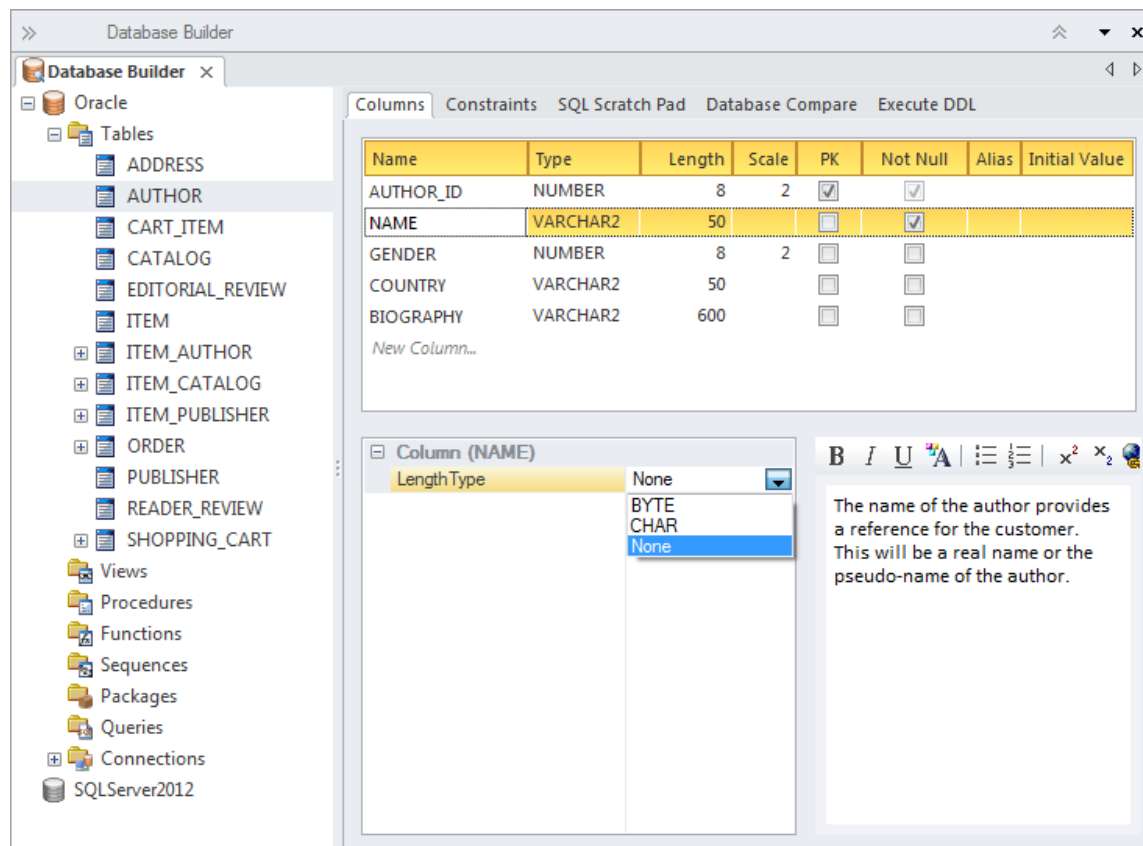 Database Builder
Database Builder
Oracle
Tables
ADDRESS
AUTHOR
CART_ITEM
CATALOG
EDITORIAL_REVIEW
ITEM
ITEM_AUTHOR
ITEM_CATALOG
ITEM_PUBLISHER
ORDER
PUBLISHER
READER_REVIEW
SHOPPING_CART
Views
Procedures
Functions
Sequences
Packages
Queries
Connections
SQLServer2012
Columns Constraints SQL Scratch Pad Database Compare Execute DDL
Name Type Length Scale PK Not Null Alias Initial Value
AUTHOR_ID NUMBER 8 2
NAME VARCHAR2 50
GENDER NUMBER 8 2
COUNTRY VARCHAR2 50
BIOGRAPHY VARCHAR2 600
New Column...
Column (NAME)
LengthType None
BYTE
CHAR
None
B I U A x² x₂
The name of the author provides
a reference for the customer.
This will be a real name or the
pseudo-name of the author.